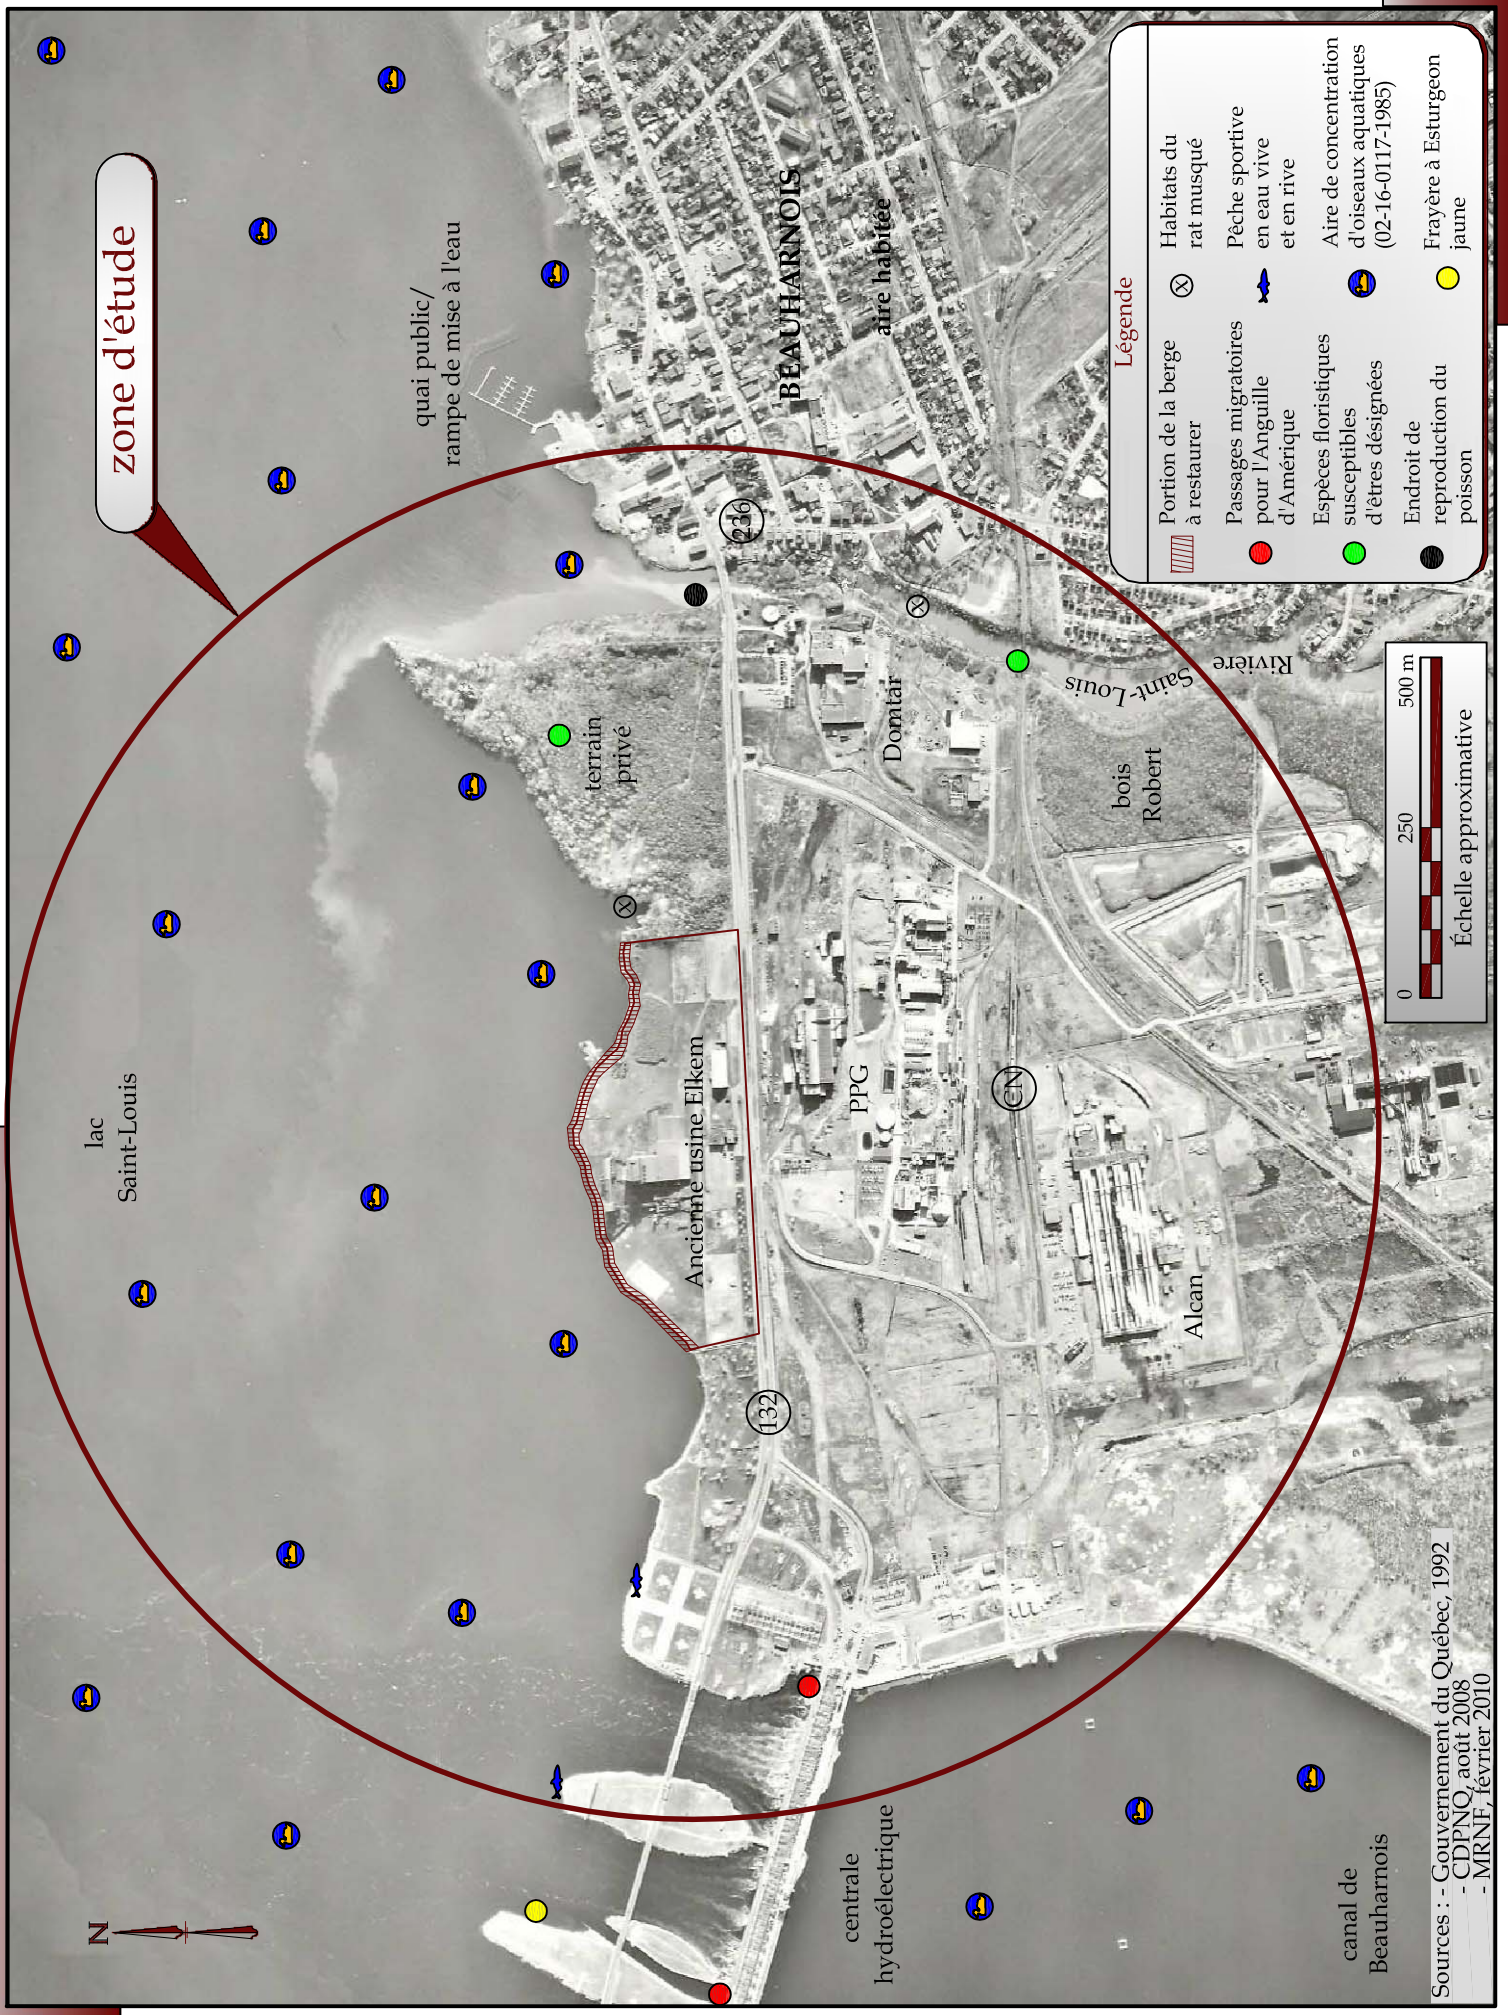 zone d'étude
N
lac
Saint-Louis
quai public/
rampe de mise à l'eau
BEAUHARNOIS
aire habitée
236
terrain
privé
Domtar
Rivière
Saint-Louis
bois
Robert
Ancienne usine Elkem
PPG
CN
Alcan
132
centrale
hydroélectrique
canal de
Beauharnois
Légende
Portion de la berge
à restaurer
Passages migratoires
pour l'Anguille
d'Amérique
Espèces floristiques
susceptibles
d'êtres désignées
Endroit de
reproduction du
poisson
X
Habitats du
rat musqué
Pêche sportive
en eau vive
et en rive
Aire de concentration
d'oiseaux aquatiques
(02-16-0117-1985)
Frayère à Esturgeon
jaune
X
X
0 250 500 m
Échelle approximative
Sources : - Gouvernement du Québec, 1992
- CDPNQ, août 2008
- MRNF, février 2010